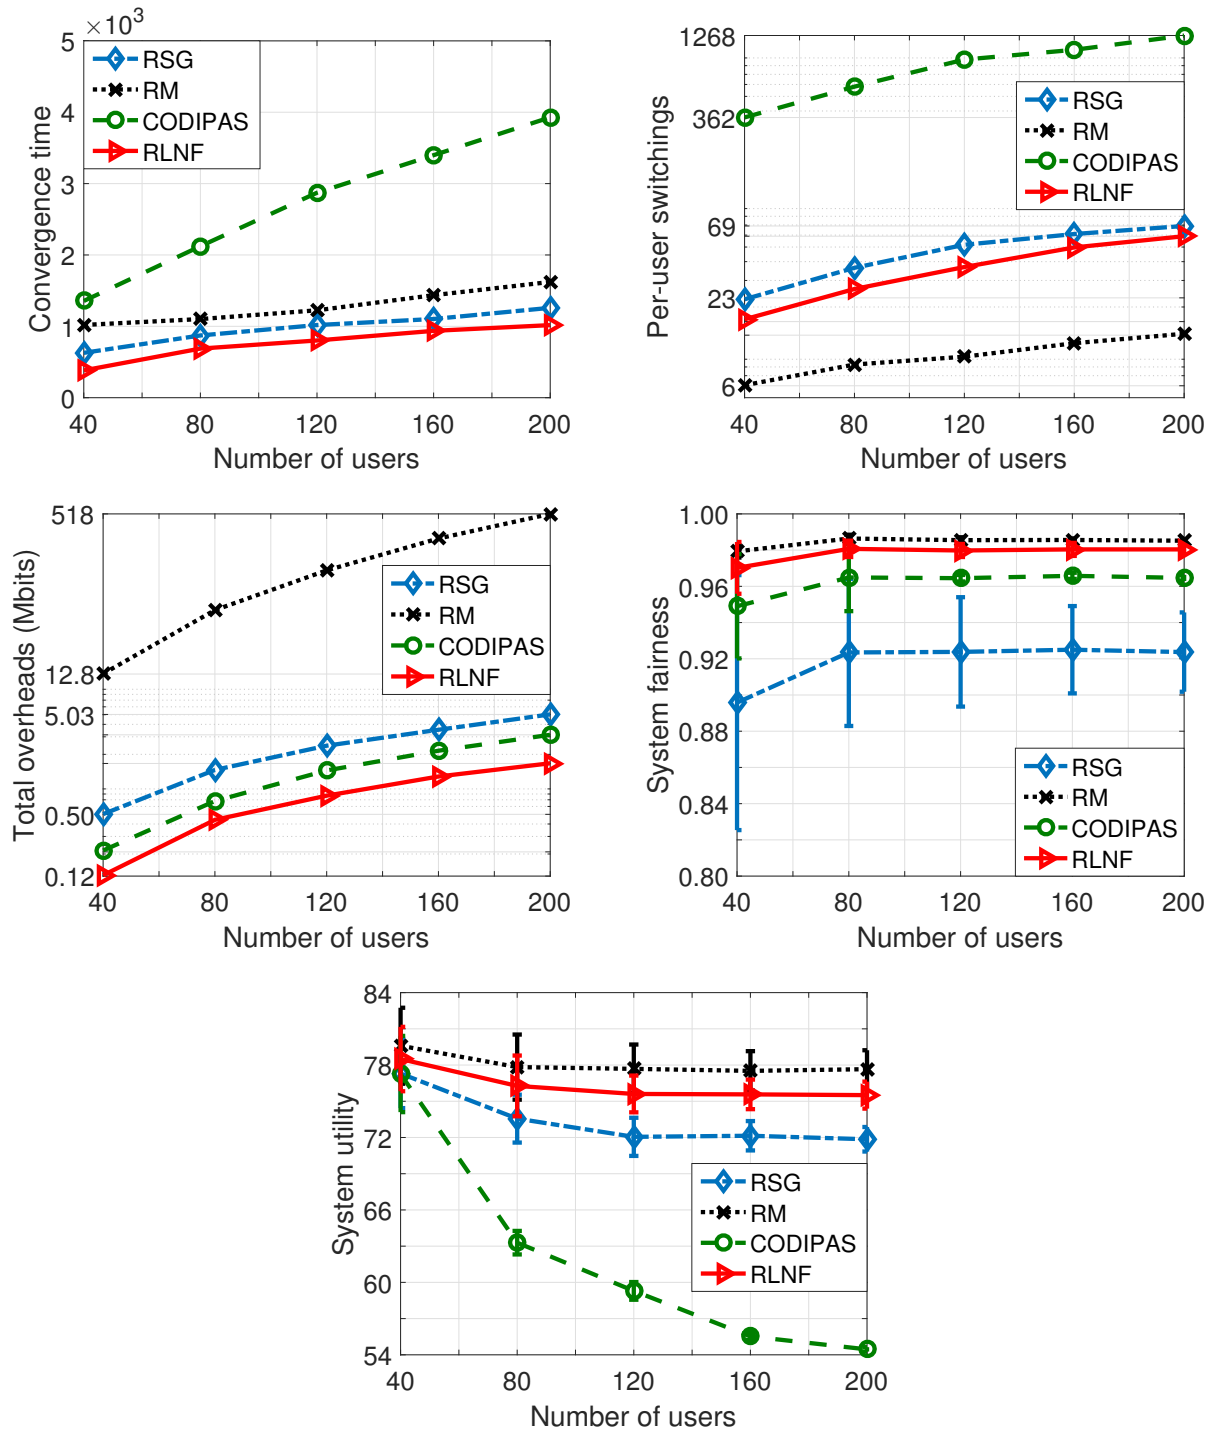 ×10³
5
4
3
2
1
0
Convergence time
RSG
RM
CODIPAS
RLNF
40 80 120 160 200
Number of users
1268
362
69
23
6
Per-user switchings
RSG
RM
CODIPAS
RLNF
40 80 120 160 200
Number of users
518
12.8
5.03
0.50
0.12
Total overheads (Mbits)
RSG
RM
CODIPAS
RLNF
40 80 120 160 200
Number of users
1.00
0.96
0.92
0.88
0.84
0.80
System fairness
RSG
RM
CODIPAS
RLNF
40 80 120 160 200
Number of users
84
78
72
66
60
54
System utility
RSG
RM
CODIPAS
RLNF
40 80 120 160 200
Number of users